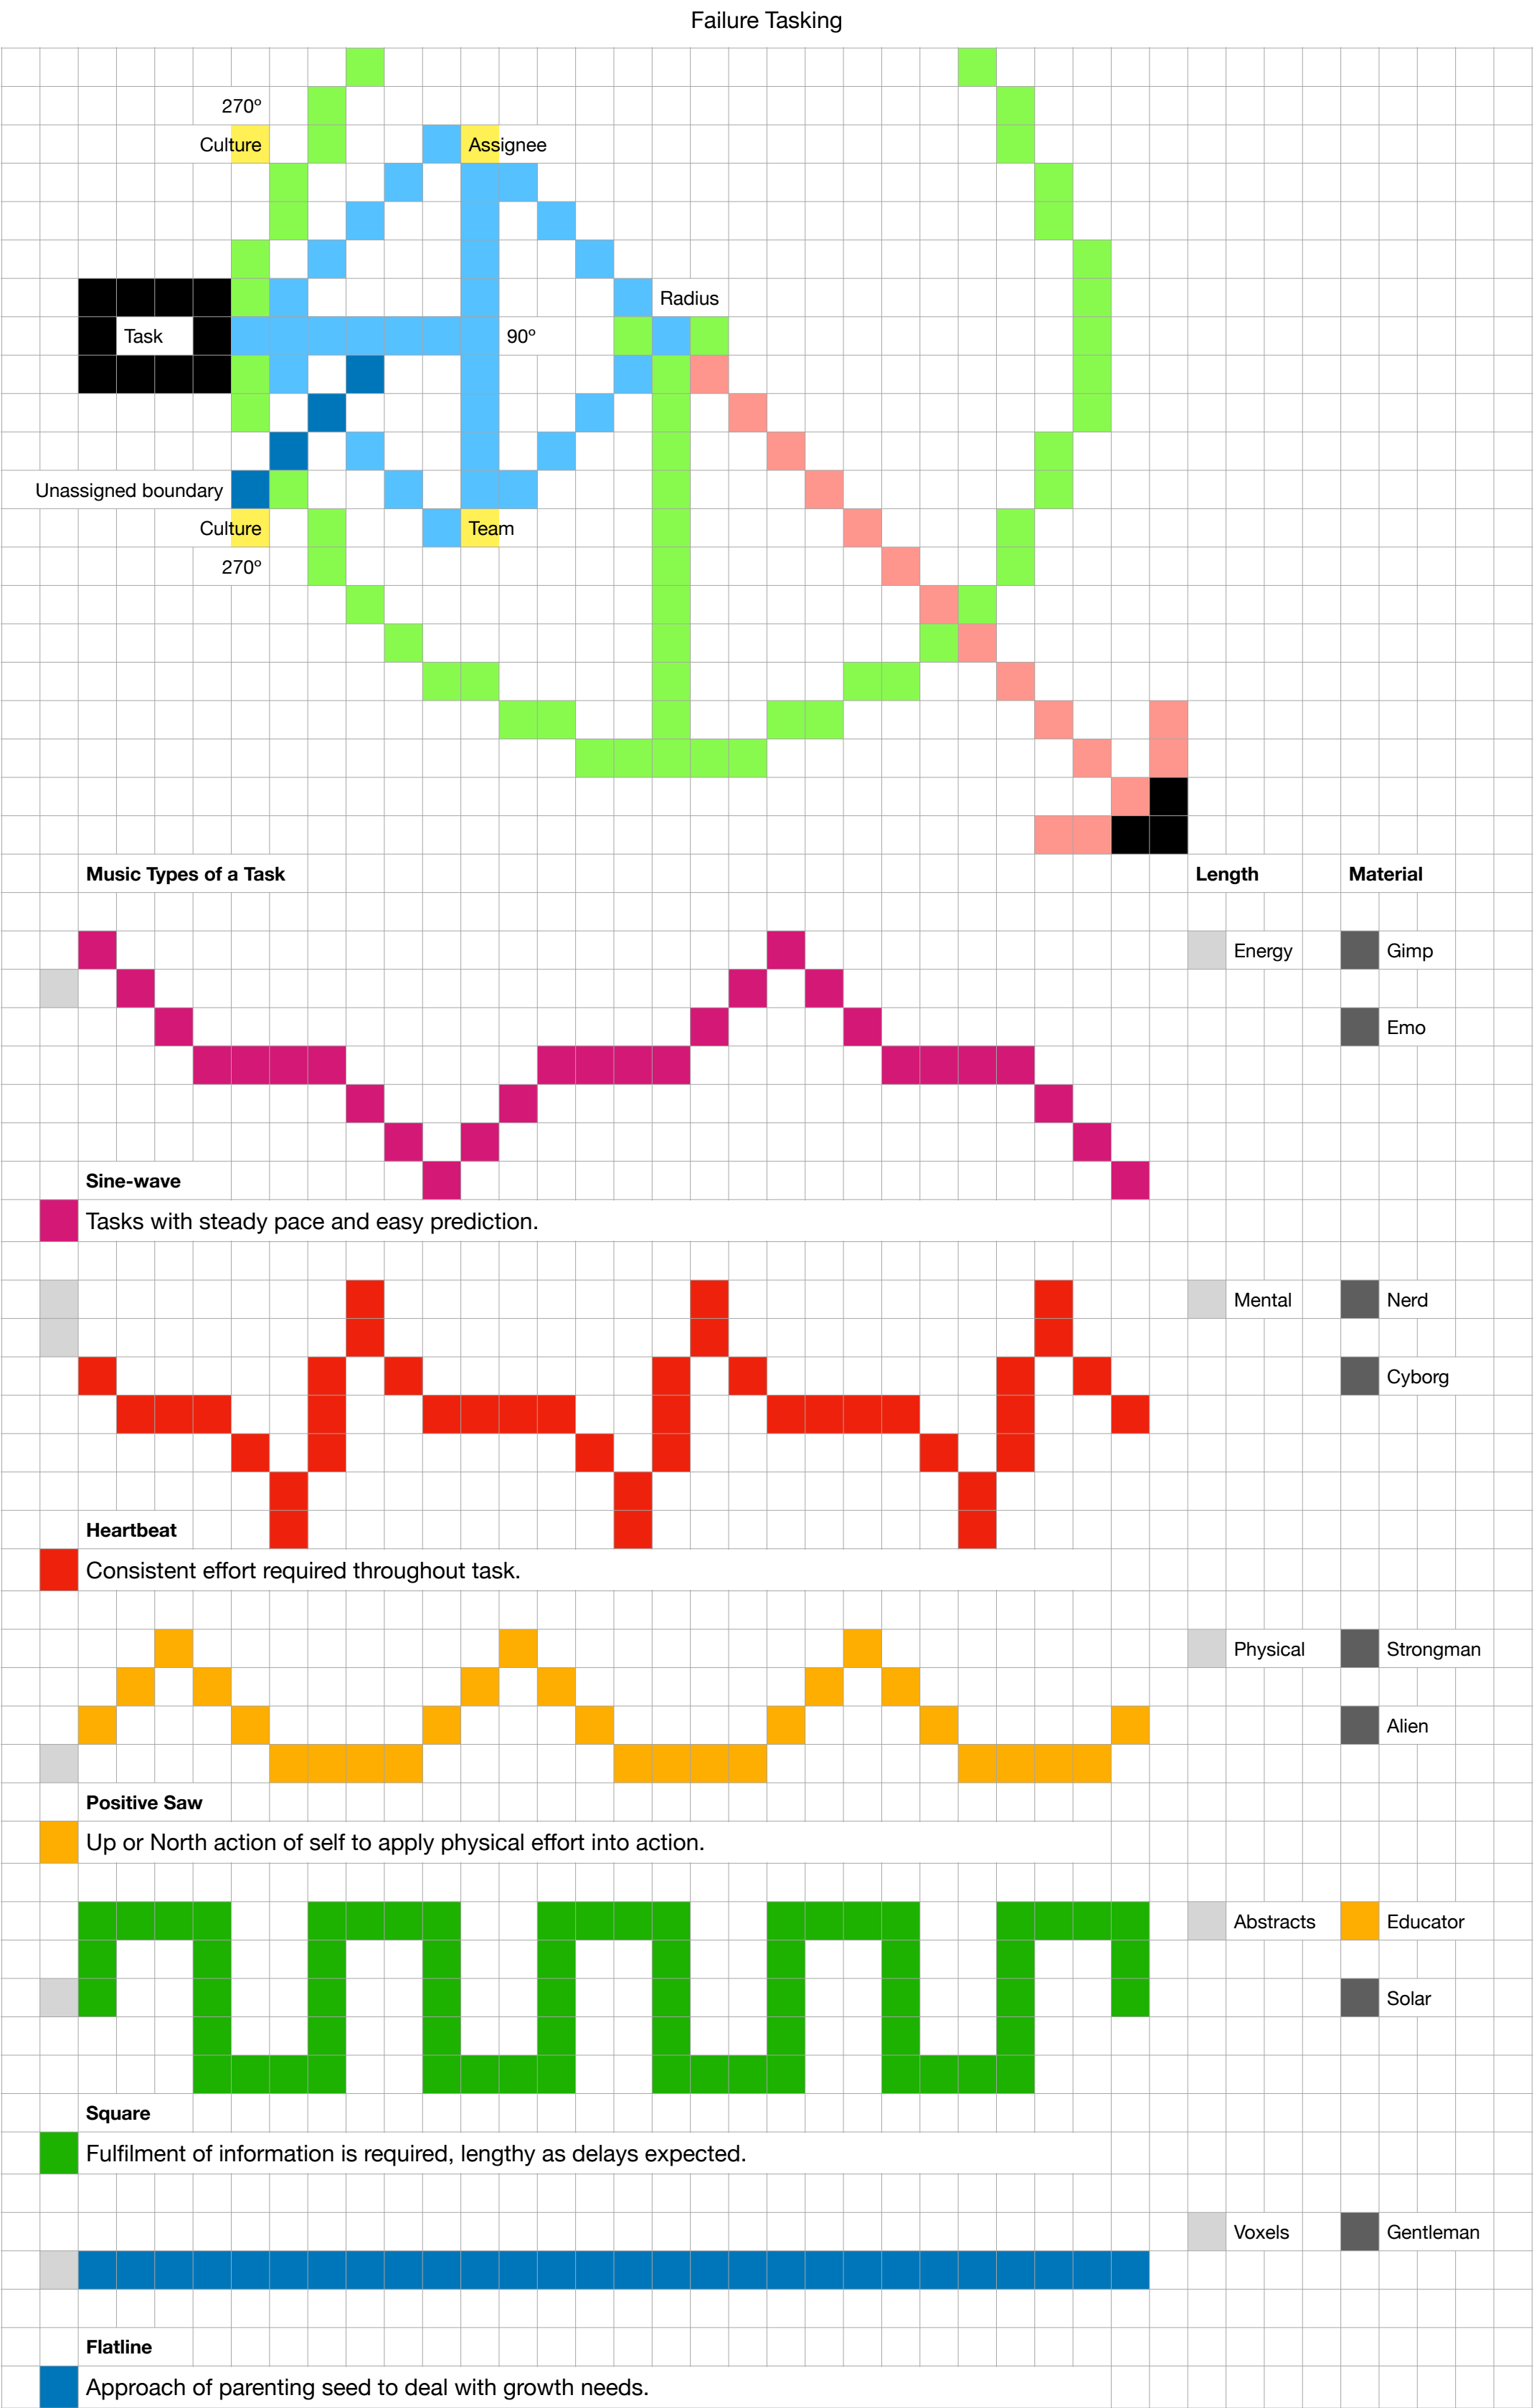 Failure Tasking
270º
Culture
Assignee
Radius
Task
90º
Unassigned boundary
Culture
Team
270º
Music Types of a Task
Length
Material
Energy
Gimp
Emo
Sine-wave
Tasks with steady pace and easy prediction.
Mental
Nerd
Cyborg
Heartbeat
Consistent effort required throughout task.
Physical
Strongman
Alien
Positive Saw
Up or North action of self to apply physical effort into action.
Abstracts
Educator
Solar
Square
Fulfilment of information is required, lengthy as delays expected.
Voxels
Gentleman
Flatline
Approach of parenting seed to deal with growth needs.